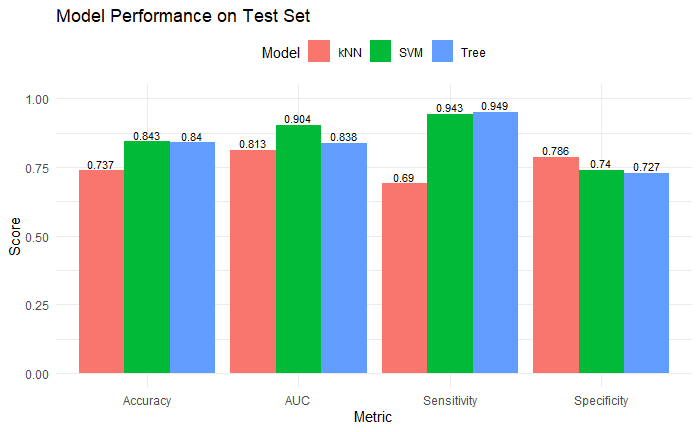 Model Performance on Test Set
Model kNN SVM Tree
1.00
0.75
0.50
0.25
0.00
Score
0.737 0.843 0.84
0.813 0.904 0.838
0.69 0.943 0.949
0.786 0.74 0.727
Accuracy AUC Sensitivity Specificity
Metric